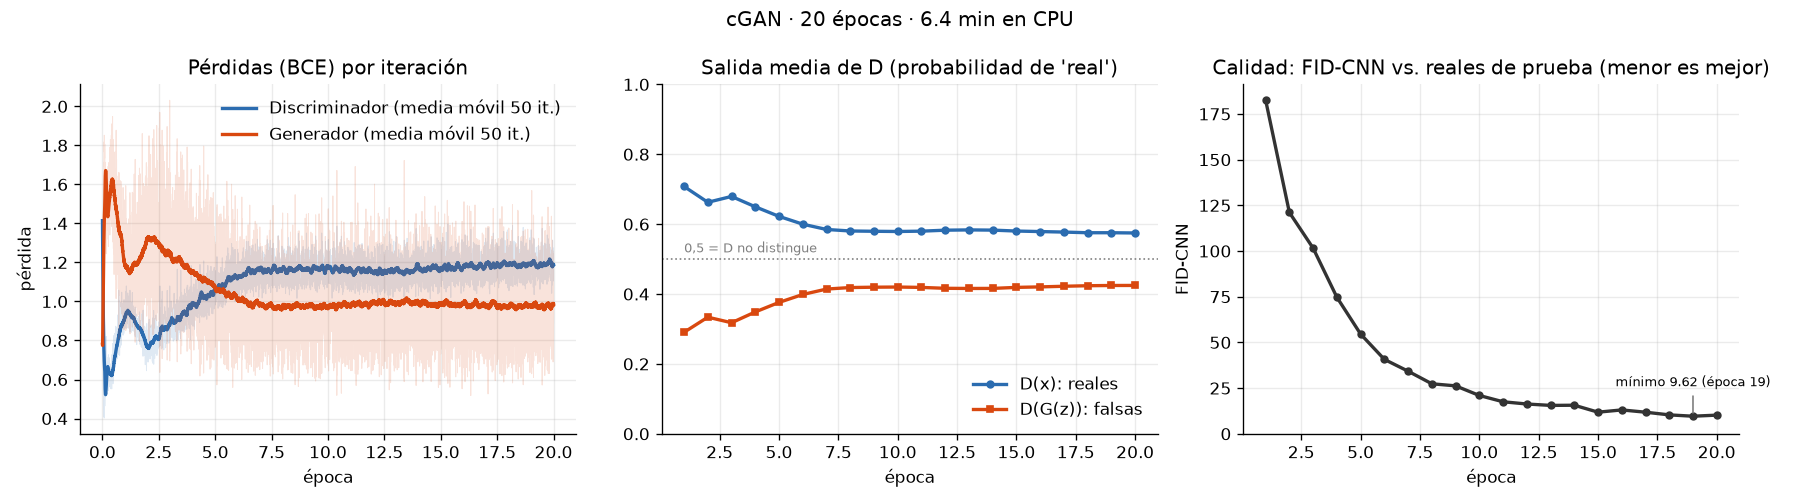 cGAN · 20 épocas · 6.4 min en CPU
Pérdidas (BCE) por iteración
pérdida
2.0
1.8
1.6
1.4
1.2
1.0
0.8
0.6
0.4
Discriminador (media móvil 50 it.)
Generador (media móvil 50 it.)
0.0 2.5 5.0 7.5 10.0 12.5 15.0 17.5 20.0
época
Salida media de D (probabilidad de 'real')
1.0
0.8
0.6
0.4
0.2
0.0
0,5 = D no distingue
D(x): reales
D(G(z)): falsas
2.5 5.0 7.5 10.0 12.5 15.0 17.5 20.0
época
Calidad: FID-CNN vs. reales de prueba (menor es mejor)
FID-CNN
175
150
125
100
75
50
25
0
mínimo 9.62 (época 19)
2.5 5.0 7.5 10.0 12.5 15.0 17.5 20.0
época